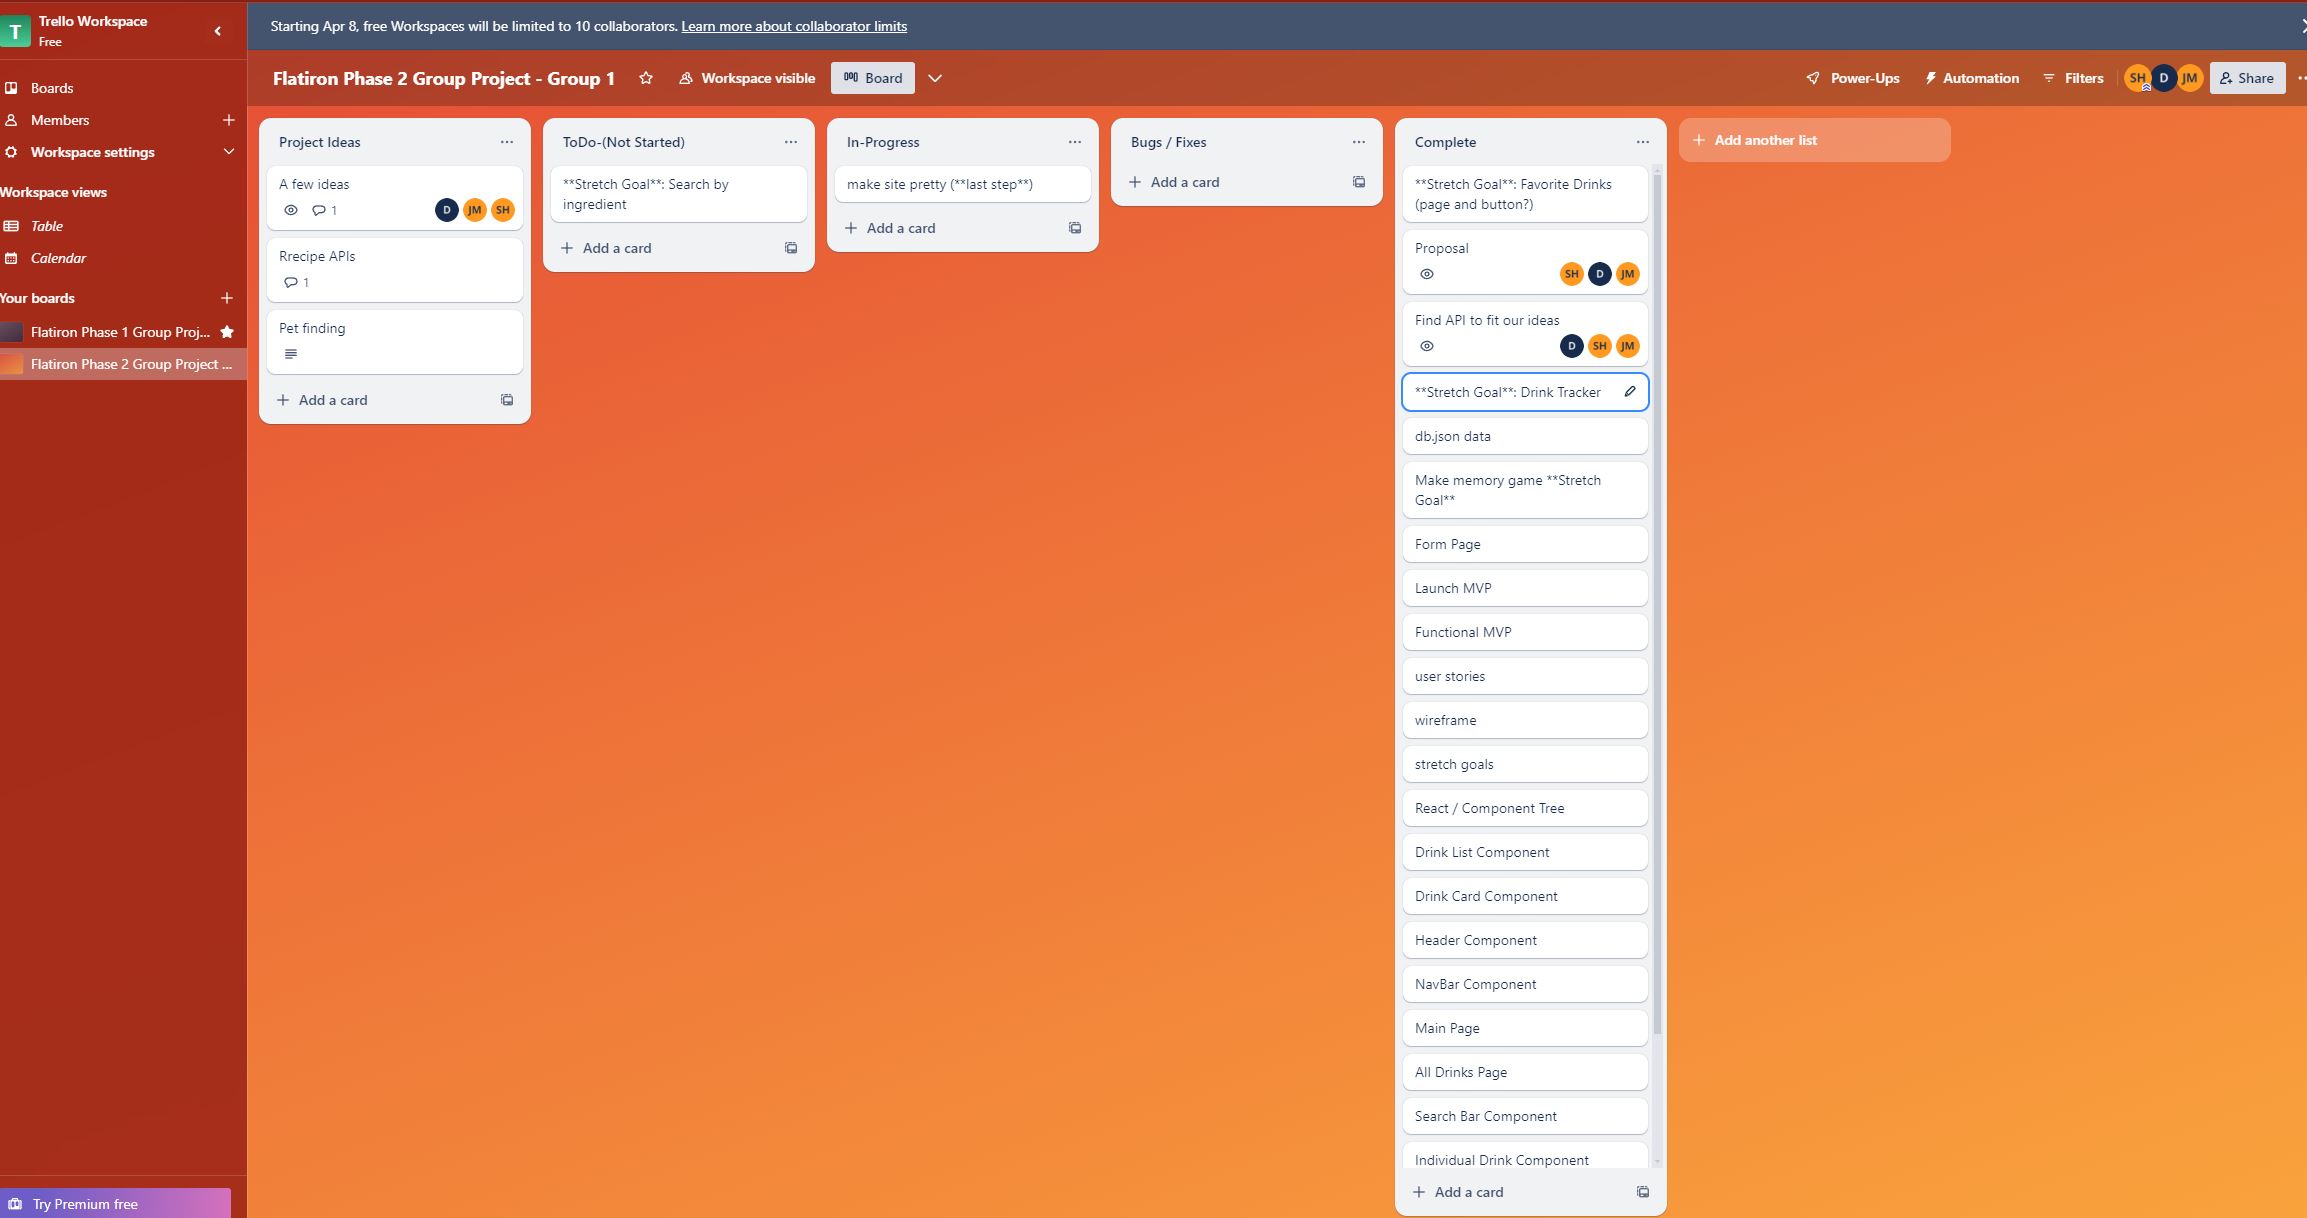 Trello Workspace
Free
Boards
Members
Workspace settings
Workspace views
Table
Calendar
Your boards
Flatiron Phase 1 Group Proj...
Flatiron Phase 2 Group Project ...
Try Premium free
Starting Apr 8, free Workspaces will be limited to 10 collaborators. Learn more about collaborator limits
Flatiron Phase 2 Group Project - Group 1
Workspace visible
Board
Power-Ups
Automation
Filters
SH D JM
Share
Project Ideas
A few ideas
1
D JM SH
Rrecipe APIs
1
Pet finding
Add a card
ToDo-(Not Started)
**Stretch Goal**: Search by
ingredient
Add a card
In-Progress
make site pretty (**last step**)
Add a card
Bugs / Fixes
Add a card
Complete
**Stretch Goal**: Favorite Drinks
(page and button?)
Proposal
SH D JM
Find API to fit our ideas
D SH JM
**Stretch Goal**: Drink Tracker
db.json data
Make memory game **Stretch
Goal**
Form Page
Launch MVP
Functional MVP
user stories
wireframe
stretch goals
React / Component Tree
Drink List Component
Drink Card Component
Header Component
NavBar Component
Main Page
All Drinks Page
Search Bar Component
Individual Drink Component
Add a card
Add another list
T